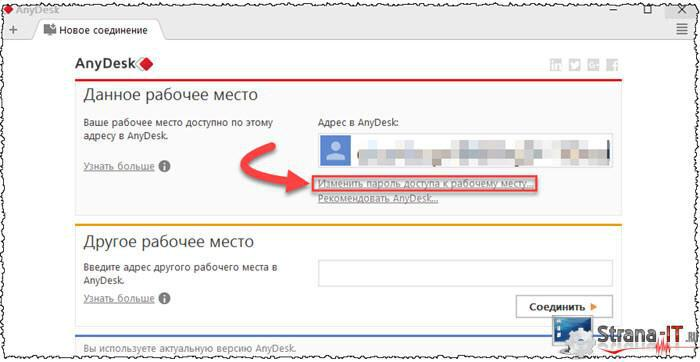 AnyDesk
Новое соединение
AnyDesk
Данное рабочее место
Ваше рабочее место доступно по этому
адресу в AnyDesk.
Узнать больше
Адрес в AnyDesk:
Изменить пароль доступа к рабочему месту...
Рекомендовать AnyDesk...
Другое рабочее место
Введите адрес другого рабочего места в
AnyDesk.
Узнать больше
Соединить
Вы используете актуальную версию AnyDesk.
Strana-IT.ru